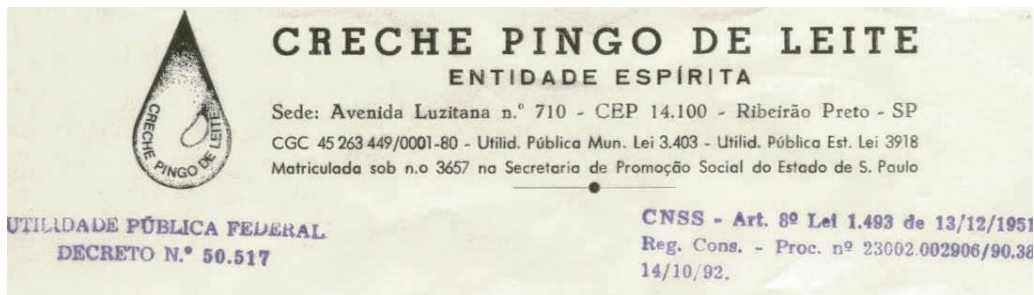 CRECHE PINGO DE LEITE
ENTIDADE ESPÍRITA
Sede: Avenida Luzitana n.º 710 - CEP 14.100 - Ribeirão Preto - SP
CGC 45 263 449/0001-80 - Utilid. Pública Mun. Lei 3.403 - Utilid. Pública Est. Lei 3918
Matriculada sob n.o 3657 na Secretaria de Promoção Social do Estado de S. Paulo
CRECHE PINGO DE LEITE
UTILIDADE PÚBLICA FEDERAL
DECRETO N.º 50.517
CNSS - Art. 8º Lei 1.493 de 13/12/1951
Reg. Cons. - Proc. nº 23002.002906/90.38
14/10/92.